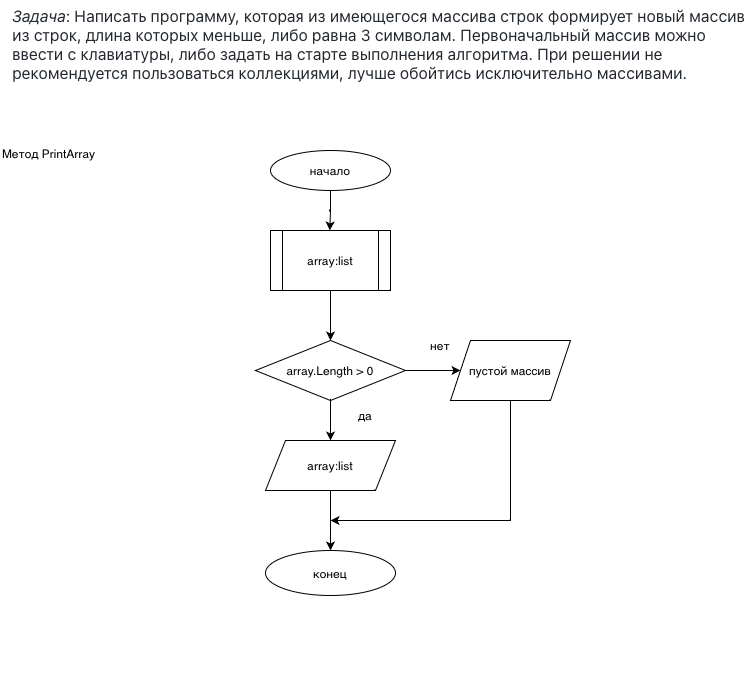 Задача: Написать программу, которая из имеющегося массива строк формирует новый массив
из строк, длина которых меньше, либо равна 3 символам. Первоначальный массив можно
ввести с клавиатуры, либо задать на старте выполнения алгоритма. При решении не
рекомендуется пользоваться коллекциями, лучше обойтись исключительно массивами.
Метод PrintArray
начало
array:list
array.Length > 0
нет
пустой массив
да
array:list
конец